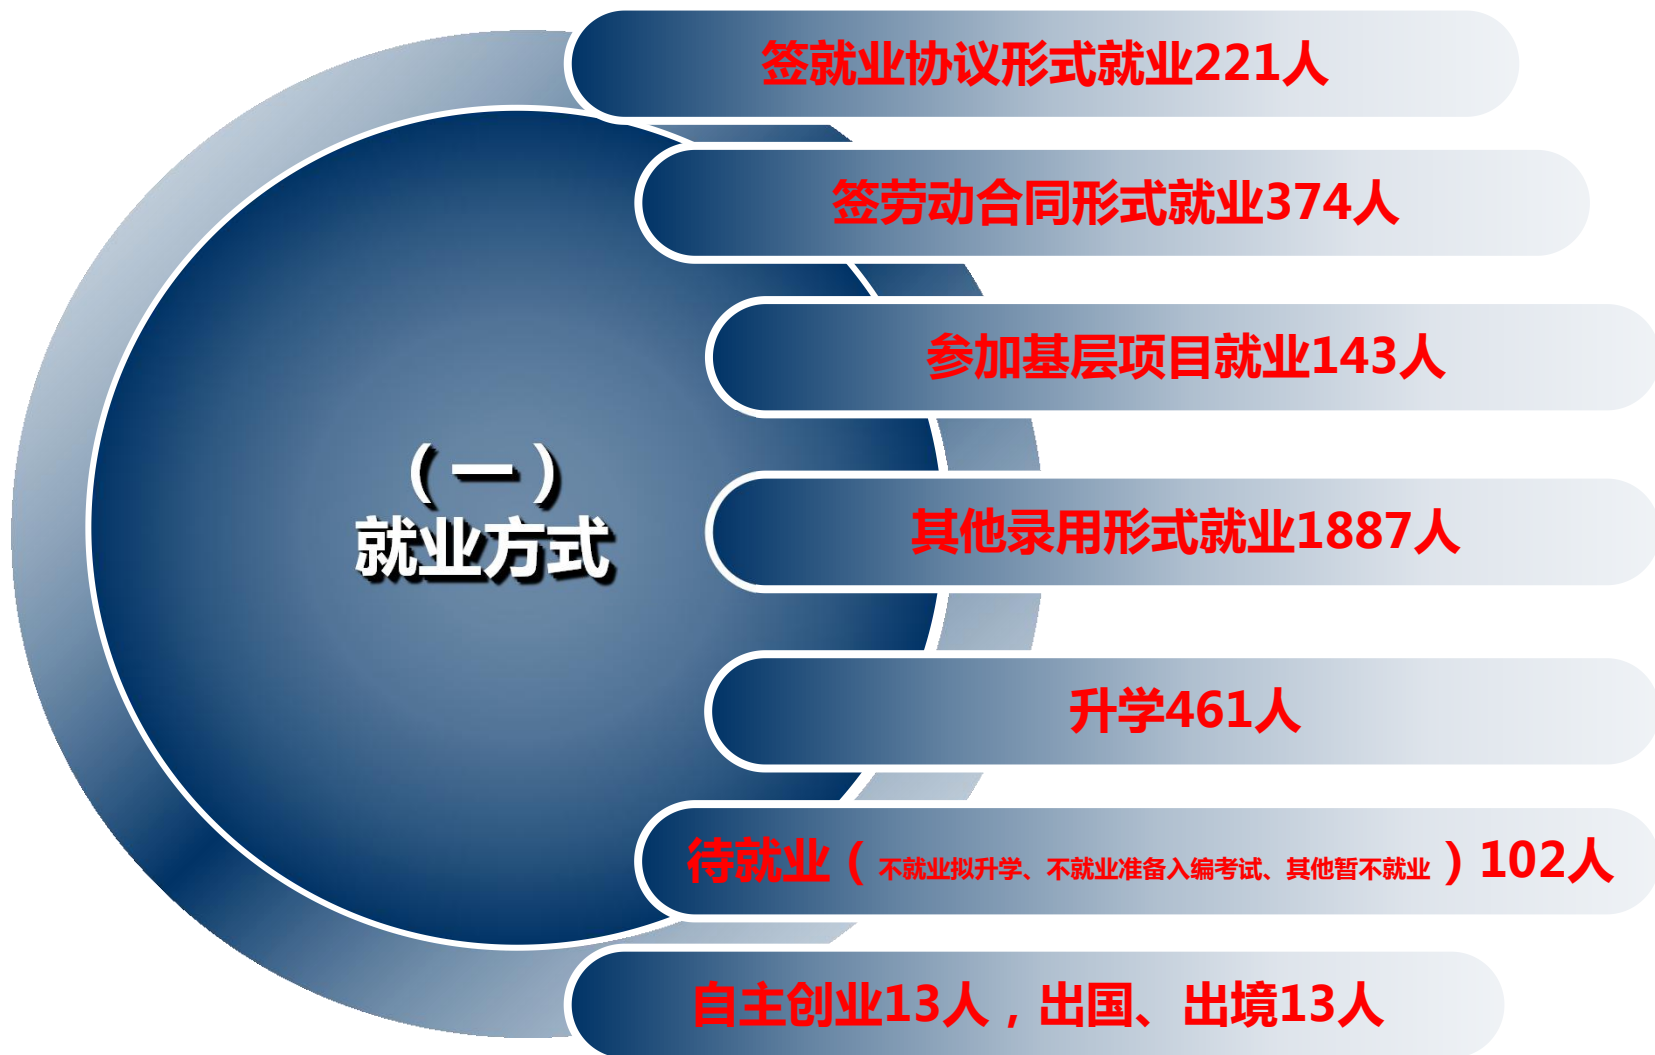 签就业协议形式就业221人
签劳动合同形式就业374人
参加基层项目就业143人
（一）
就业方式
其他录用形式就业1887人
升学461人
待就业（不就业拟升学、不就业准备入编考试、其他暂不就业）102人
自主创业13人，出国、出境13人